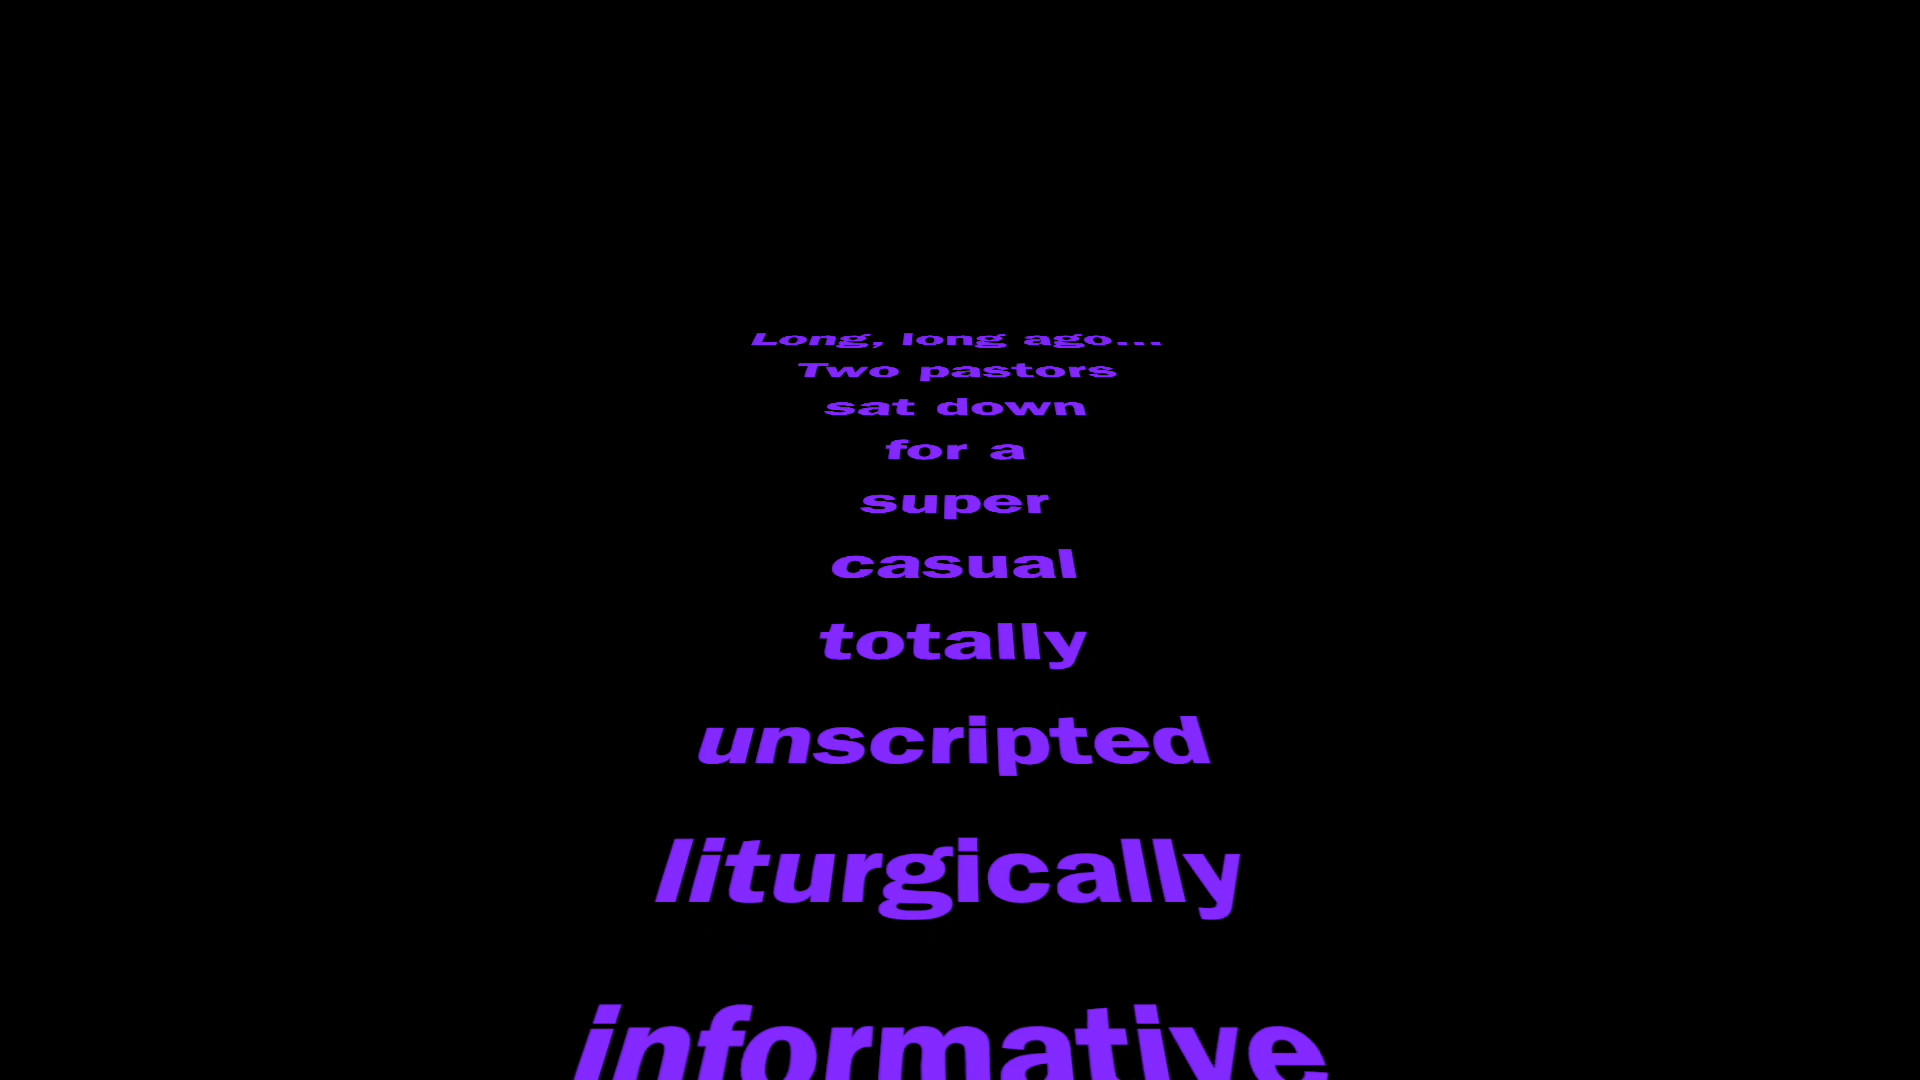 Long, long ago...
Two pastors
sat down
for a
super
casual
totally
unscripted
liturgically
informative